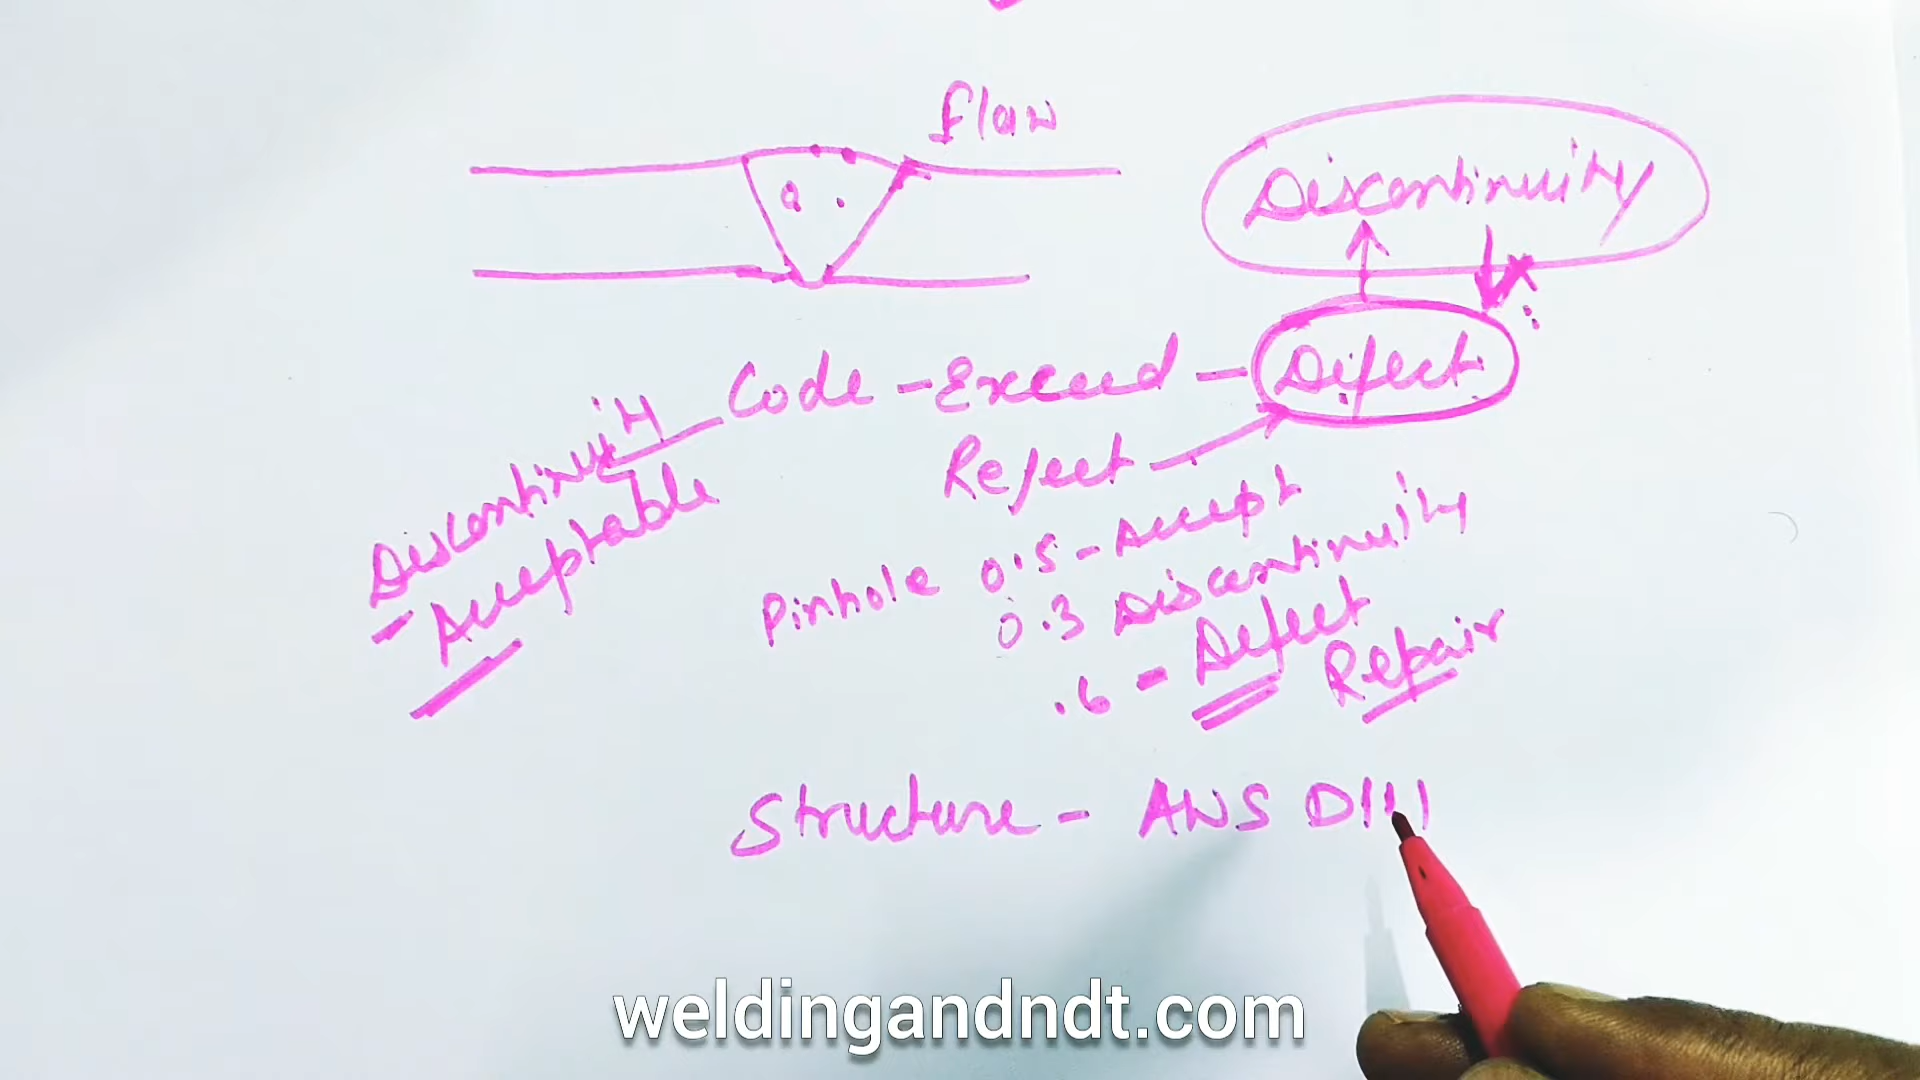 flaw
Discontinuity
Code - Exceed - Difect
Discontinuity
- Acceptable
Reject
Pinhole 0.5 - Accept
0.3 Discontinuity
.6 - Defect
Repair
Structure - AWS D1.1
weldingandndt.com